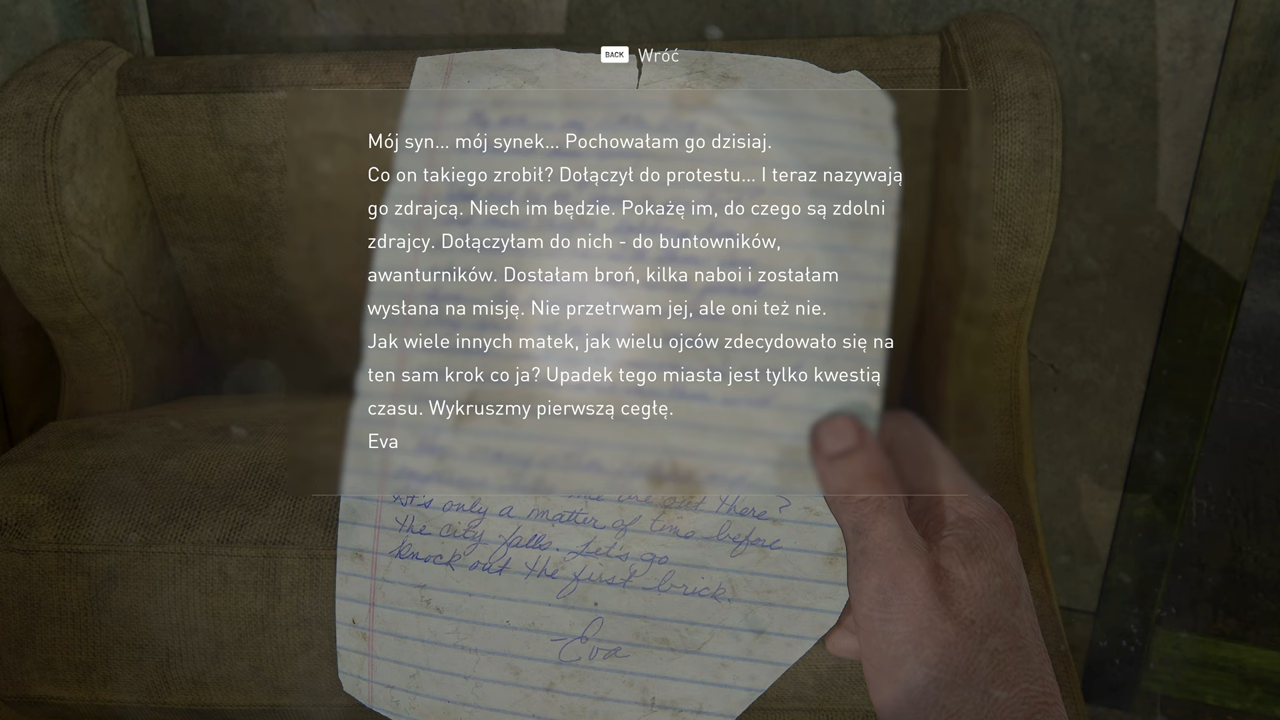 BACK Wróć
Mój syn... mój synek... Pochowałam go dzisiaj.
Co on takiego zrobił? Dołączył do protestu... I teraz nazywają
go zdrajcą. Niech im będzie. Pokażę im, do czego są zdolni
zdrajcy. Dołączyłam do nich - do buntowników,
awanturników. Dostałam broń, kilka naboi i zostałam
wysłana na misję. Nie przetrwam jej, ale oni też nie.
Jak wiele innych matek, jak wielu ojców zdecydowało się na
ten sam krok co ja? Upadek tego miasta jest tylko kwestią
czasu. Wykruszmy pierwszą cegłę.
Eva
me are out there?
It's only a matter of time before
the city falls. Let's go
knock out the first brick.
-Eva